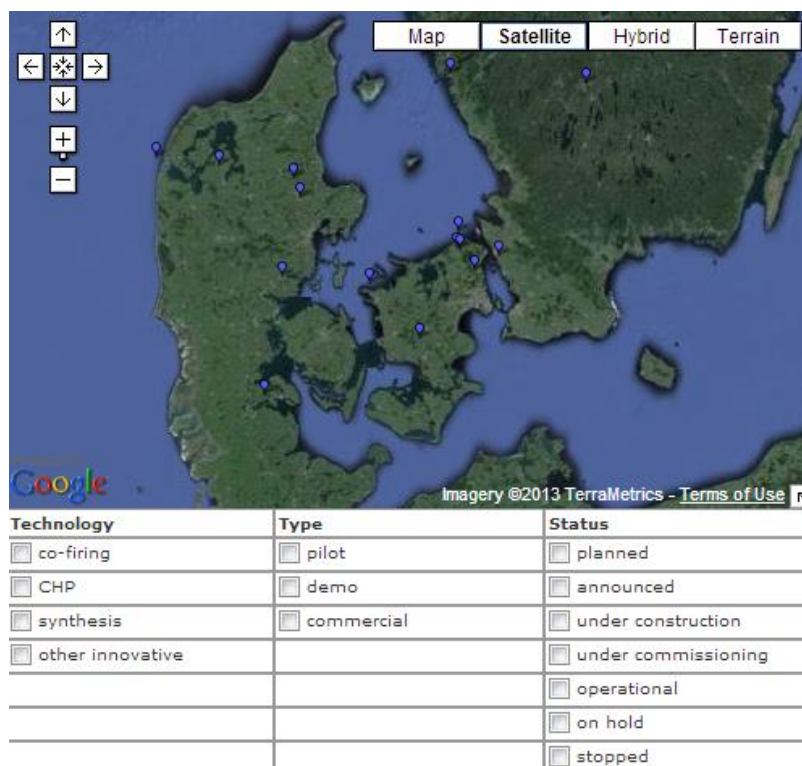 Map Satellite Hybrid Terrain
Google
Imagery ©2013 TerraMetrics - Terms of Use
Technology Type Status
co-firing pilot planned
CHP demo announced
synthesis commercial under construction
other innovative under commissioning
operational
on hold
stopped